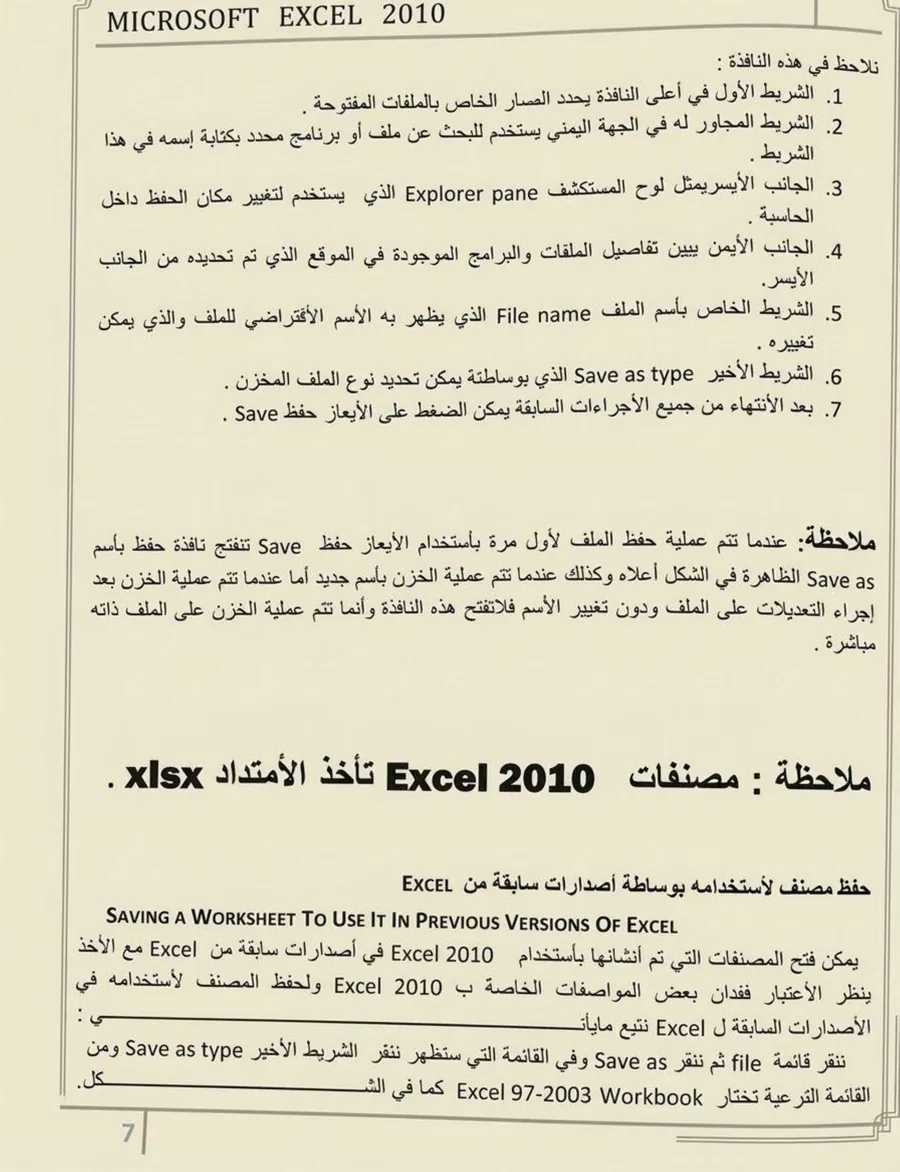 MICROSOFT EXCEL 2010
نلاحظ في هذه النافذة :
1. الشريط الأول في أعلى النافذة يحدد المسار الخاص بالملفات المفتوحة .
2. الشريط المجاور له في الجهة اليمني يستخدم للبحث عن ملف أو برنامج محدد بكتابة إسمه في هذا
الشريط .
3. الجانب الأيسريمثل لوح المستكشف Explorer pane الذي يستخدم لتغيير مكان الحفظ داخل
الحاسبة .
4. الجانب الأيمن يبين تفاصيل الملفات والبرامج الموجودة في الموقع الذي تم تحديده من الجانب
الأيسر.
5. الشريط الخاص بأسم الملف File name الذي يظهر به الأسم الأفتراضي للملف والذي يمكن
تغييره .
6. الشريط الأخير Save as type الذي بوساطتة يمكن تحديد نوع الملف المخزن .
7. بعد الأنتهاء من جميع الأجراءات السابقة يمكن الضغط على الأيعاز حفظ Save .
ملاحظة: عندما تتم عملية حفظ الملف لأول مرة بأستخدام الأيعاز حفظ Save تنفتح نافذة حفظ بأسم
Save as الظاهرة في الشكل أعلاه وكذلك عندما تتم عملية الخزن بأسم جديد أما عندما تتم عملية الخزن بعد
إجراء التعديلات على الملف ودون تغيير الأسم فلاتفتح هذه النافذة وأنما تتم عملية الخزن على الملف ذاته
مباشرة .
ملاحظة : مصنفات Excel 2010 تأخذ الأمتداد xlsx .
حفظ مصنف لأستخدامه بوساطة أصدارات سابقة من EXCEL
SAVING A WORKSHEET TO USE IT IN PREVIOUS VERSIONS OF EXCEL
يمكن فتح المصنفات التي تم أنشائها بأستخدام Excel 2010 في أصدارات سابقة من Excel مع الأخذ
بنظر الأعتبار فقدان بعض المواصفات الخاصة ب Excel 2010 ولحفظ المصنف لأستخدامه في
الأصدارات السابقة ل Excel نتبع مايأتـــــــــي :
ننقر قائمة file ثم ننقر Save as وفي القائمة التي ستظهر ننقر الشريط الأخير Save as type ومن
القائمة الفرعية تختار Excel 97-2003 Workbook كما في الشـــــــــكل.
7